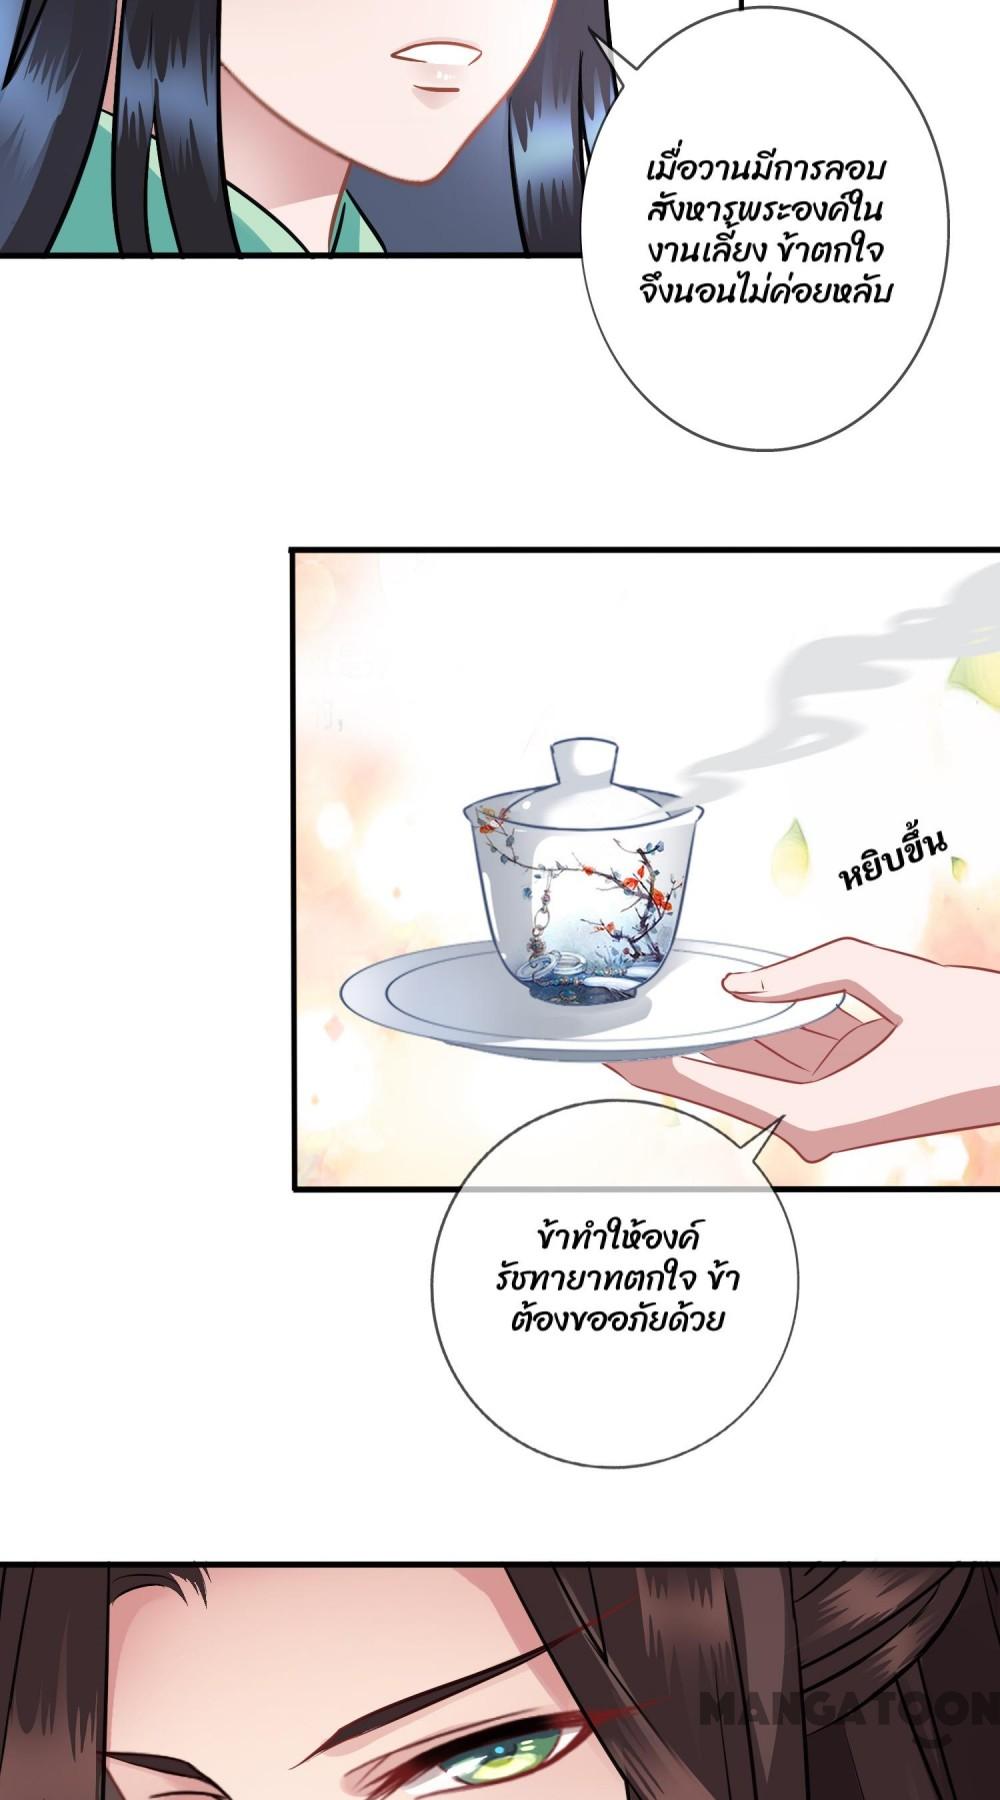 เมื่อวานมีการลอบ
สังหารพระองค์ใน
งานเลี้ยง ข้าตกใจ
จึงนอนไม่ค่อยหลับ
หยิบขึ้น
ข้าทำให้องค์
รัชทายาทตกใจ ข้า
ต้องขออภัยด้วย
MANGATOON